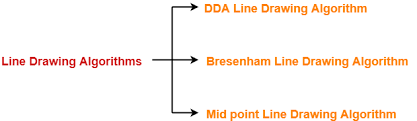 DDA Line Drawing Algorithm
Line Drawing Algorithms
Bresenham Line Drawing Algorithm
Mid point Line Drawing Algorithm